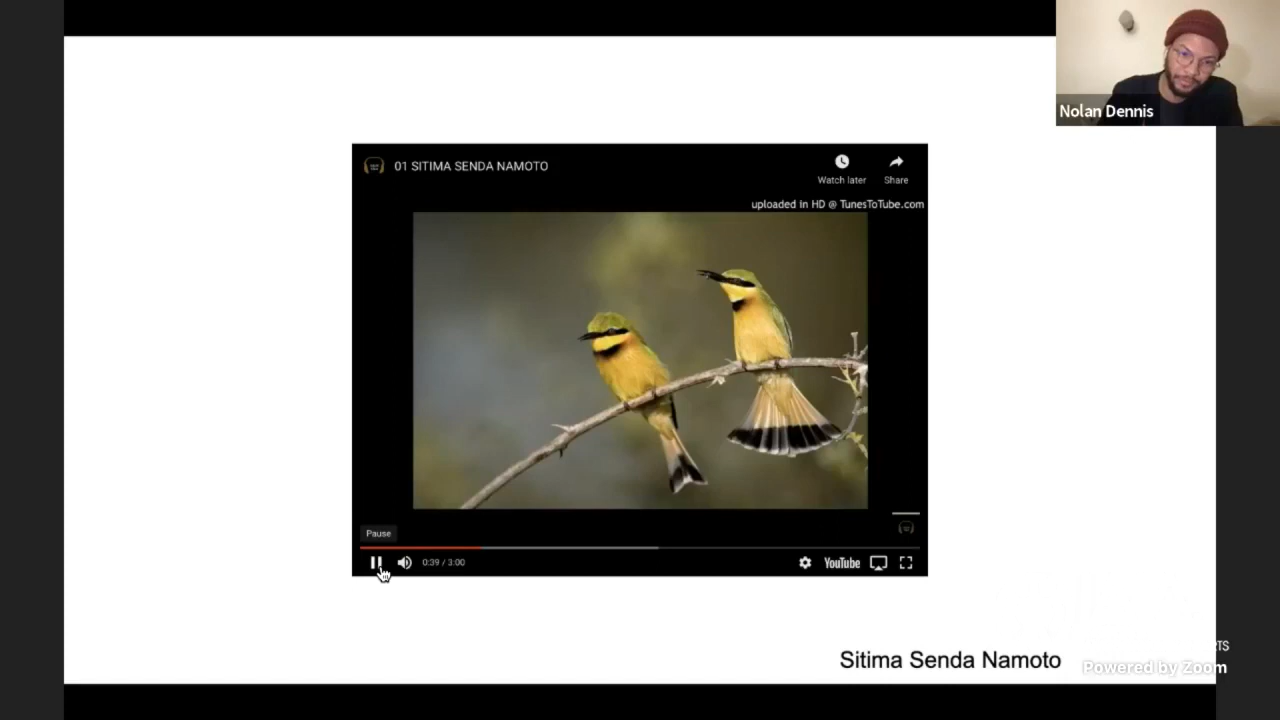 Nolan Dennis
01 SITIMA SENDA NAMOTO
Watch later
Share
uploaded in HD @ TunesToTube.com
Pause
0:39 / 3:00
YouTube
Sitima Senda Namoto
Powered by Zoom